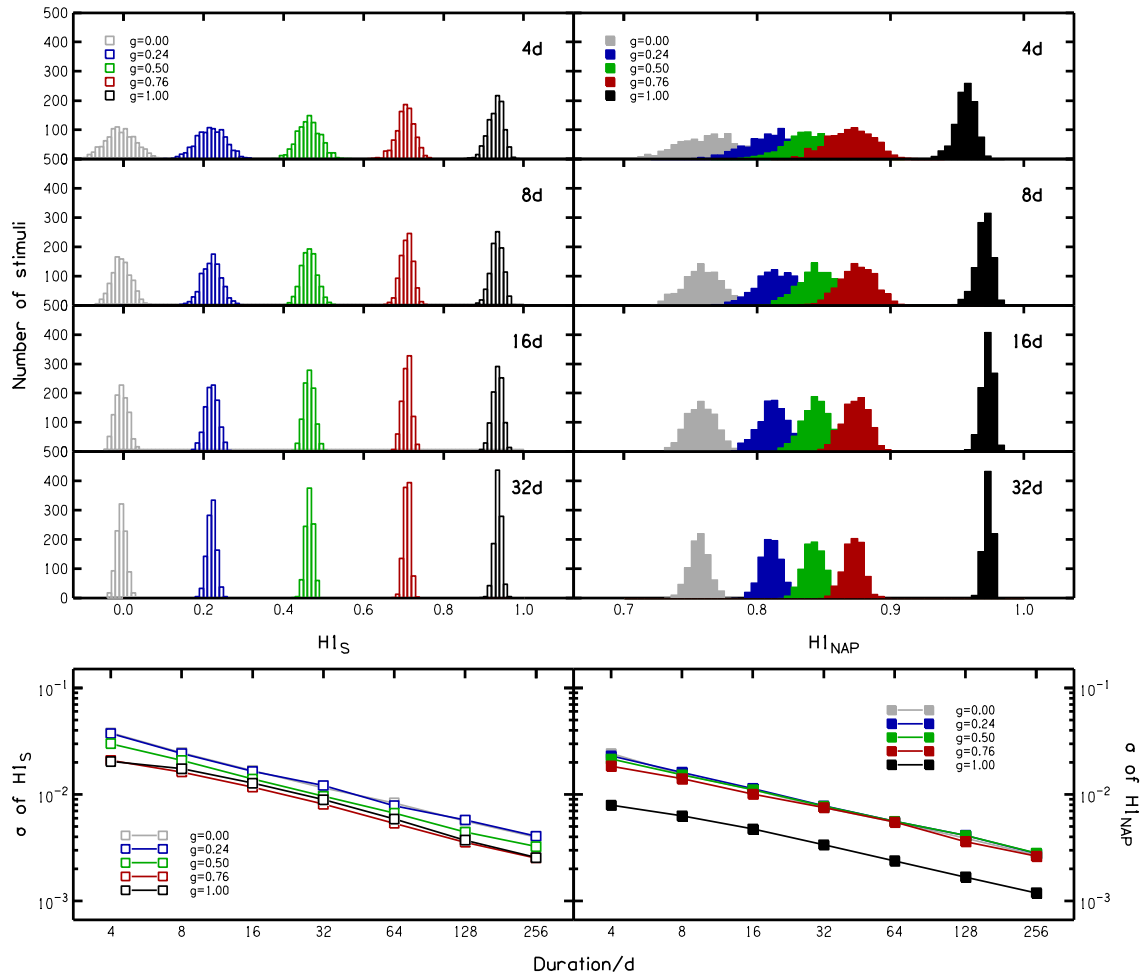 500
400
300
200
100
500
400
300
200
100
500
400
300
200
100
500
400
300
200
100
0
Number of stimuli
g=0.00
g=0.24
g=0.50
g=0.76
g=1.00
4d
8d
16d
32d
g=0.00
g=0.24
g=0.50
g=0.76
g=1.00
4d
8d
16d
32d
0.0 0.2 0.4 0.6 0.8 1.0
H1S
0.7 0.8 0.9 1.0
H1NAP
10-1
10-2
10-3
σ of H1S
g=0.00
g=0.24
g=0.50
g=0.76
g=1.00
g=0.00
g=0.24
g=0.50
g=0.76
g=1.00
10-1
10-2
10-3
σ of H1NAP
4 8 16 32 64 128 256
4 8 16 32 64 128 256
Duration/d